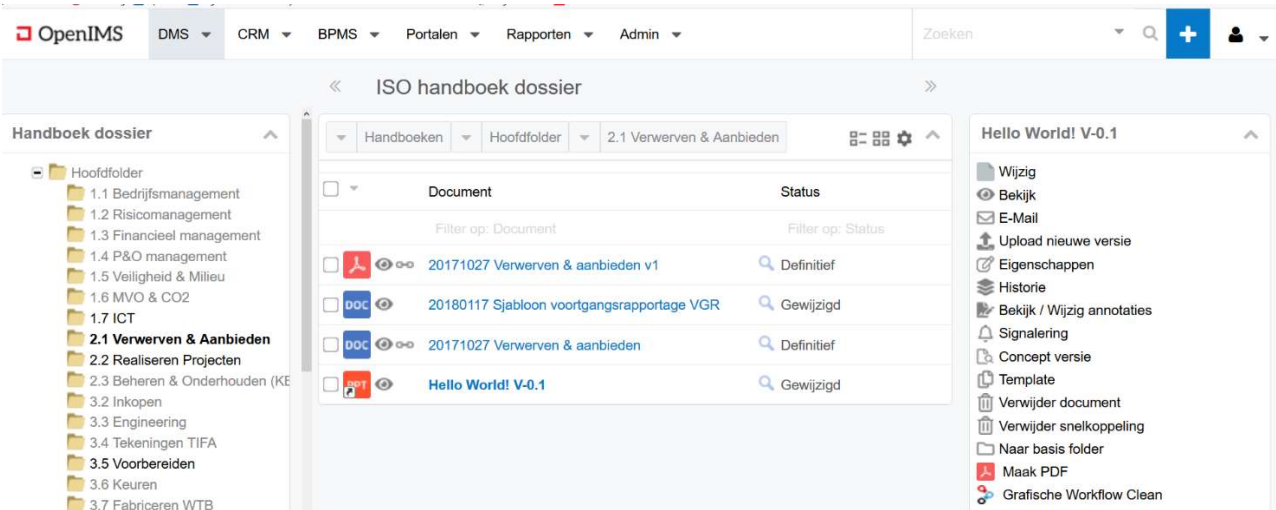 OpenIMS DMS CRM BPMS Portalen Rapporten Admin Zoeken
ISO handboek dossier
Handboek dossier
Hoofdfolder
1.1 Bedrijfsmanagement
1.2 Risicomanagement
1.3 Financieel management
1.4 P&O management
1.5 Veiligheid & Milieu
1.6 MVO & CO2
1.7 ICT
2.1 Verwerven & Aanbieden
2.2 Realiseren Projecten
2.3 Beheren & Onderhouden (KE
3.2 Inkopen
3.3 Engineering
3.4 Tekeningen TIFA
3.5 Voorbereiden
3.6 Keuren
3.7 Fabriceren WTB
Handboeken Hoofdfolder 2.1 Verwerven & Aanbieden
Document Status
Filter op: Document Filter op: Status
20171027 Verwerven & aanbieden v1 Definitief
DOC 20180117 Sjabloon voortgangsrapportage VGR Gewijzigd
DOC 20171027 Verwerven & aanbieden Definitief
PPT Hello World! V-0.1 Gewijzigd
Hello World! V-0.1
Wijzig
Bekijk
E-Mail
Upload nieuwe versie
Eigenschappen
Historie
Bekijk / Wijzig annotaties
Signalering
Concept versie
Template
Verwijder document
Verwijder snelkoppeling
Naar basis folder
Maak PDF
Grafische Workflow Clean